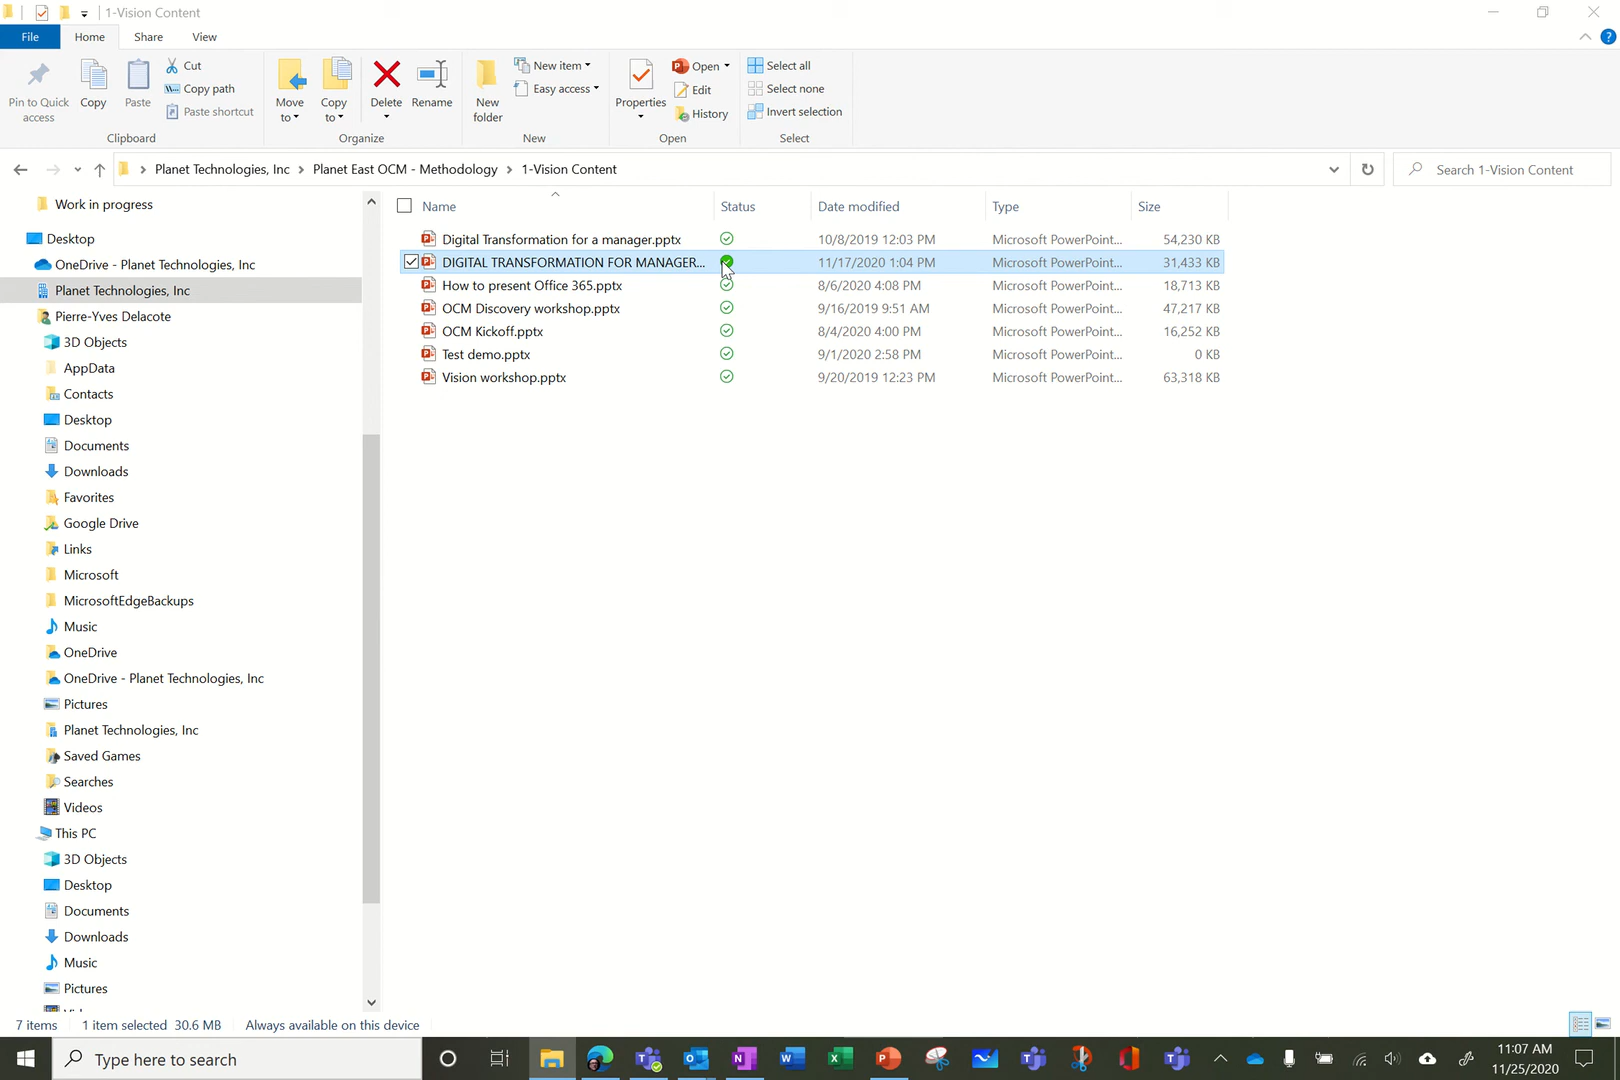 1-Vision Content
File Home Share View
Pin to Quick access
Copy
Paste
Cut
Copy path
Paste shortcut
Clipboard
Move to
Copy to
Delete
Rename
Organize
New folder
New item
Easy access
New
Properties
Open
Edit
History
Open
Select all
Select none
Invert selection
Select
Planet Technologies, Inc > Planet East OCM - Methodology > 1-Vision Content
Search 1-Vision Content
Name Status Date modified Type Size
Digital Transformation for a manager.pptx 10/8/2019 12:03 PM Microsoft PowerPoint... 54,230 KB
DIGITAL TRANSFORMATION FOR MANAGER... 11/17/2020 1:04 PM Microsoft PowerPoint... 31,433 KB
How to present Office 365.pptx 8/6/2020 4:08 PM Microsoft PowerPoint... 18,713 KB
OCM Discovery workshop.pptx 9/16/2019 9:51 AM Microsoft PowerPoint... 47,217 KB
OCM Kickoff.pptx 8/4/2020 4:00 PM Microsoft PowerPoint... 16,252 KB
Test demo.pptx 9/1/2020 2:58 PM Microsoft PowerPoint... 0 KB
Vision workshop.pptx 9/20/2019 12:23 PM Microsoft PowerPoint... 63,318 KB
Work in progress
Desktop
OneDrive - Planet Technologies, Inc
Planet Technologies, Inc
Pierre-Yves Delacote
3D Objects
AppData
Contacts
Desktop
Documents
Downloads
Favorites
Google Drive
Links
Microsoft
MicrosoftEdgeBackups
Music
OneDrive
OneDrive - Planet Technologies, Inc
Pictures
Planet Technologies, Inc
Saved Games
Searches
Videos
This PC
3D Objects
Desktop
Documents
Downloads
Music
Pictures
7 items 1 item selected 30.6 MB Always available on this device
Type here to search
11:07 AM
11/25/2020